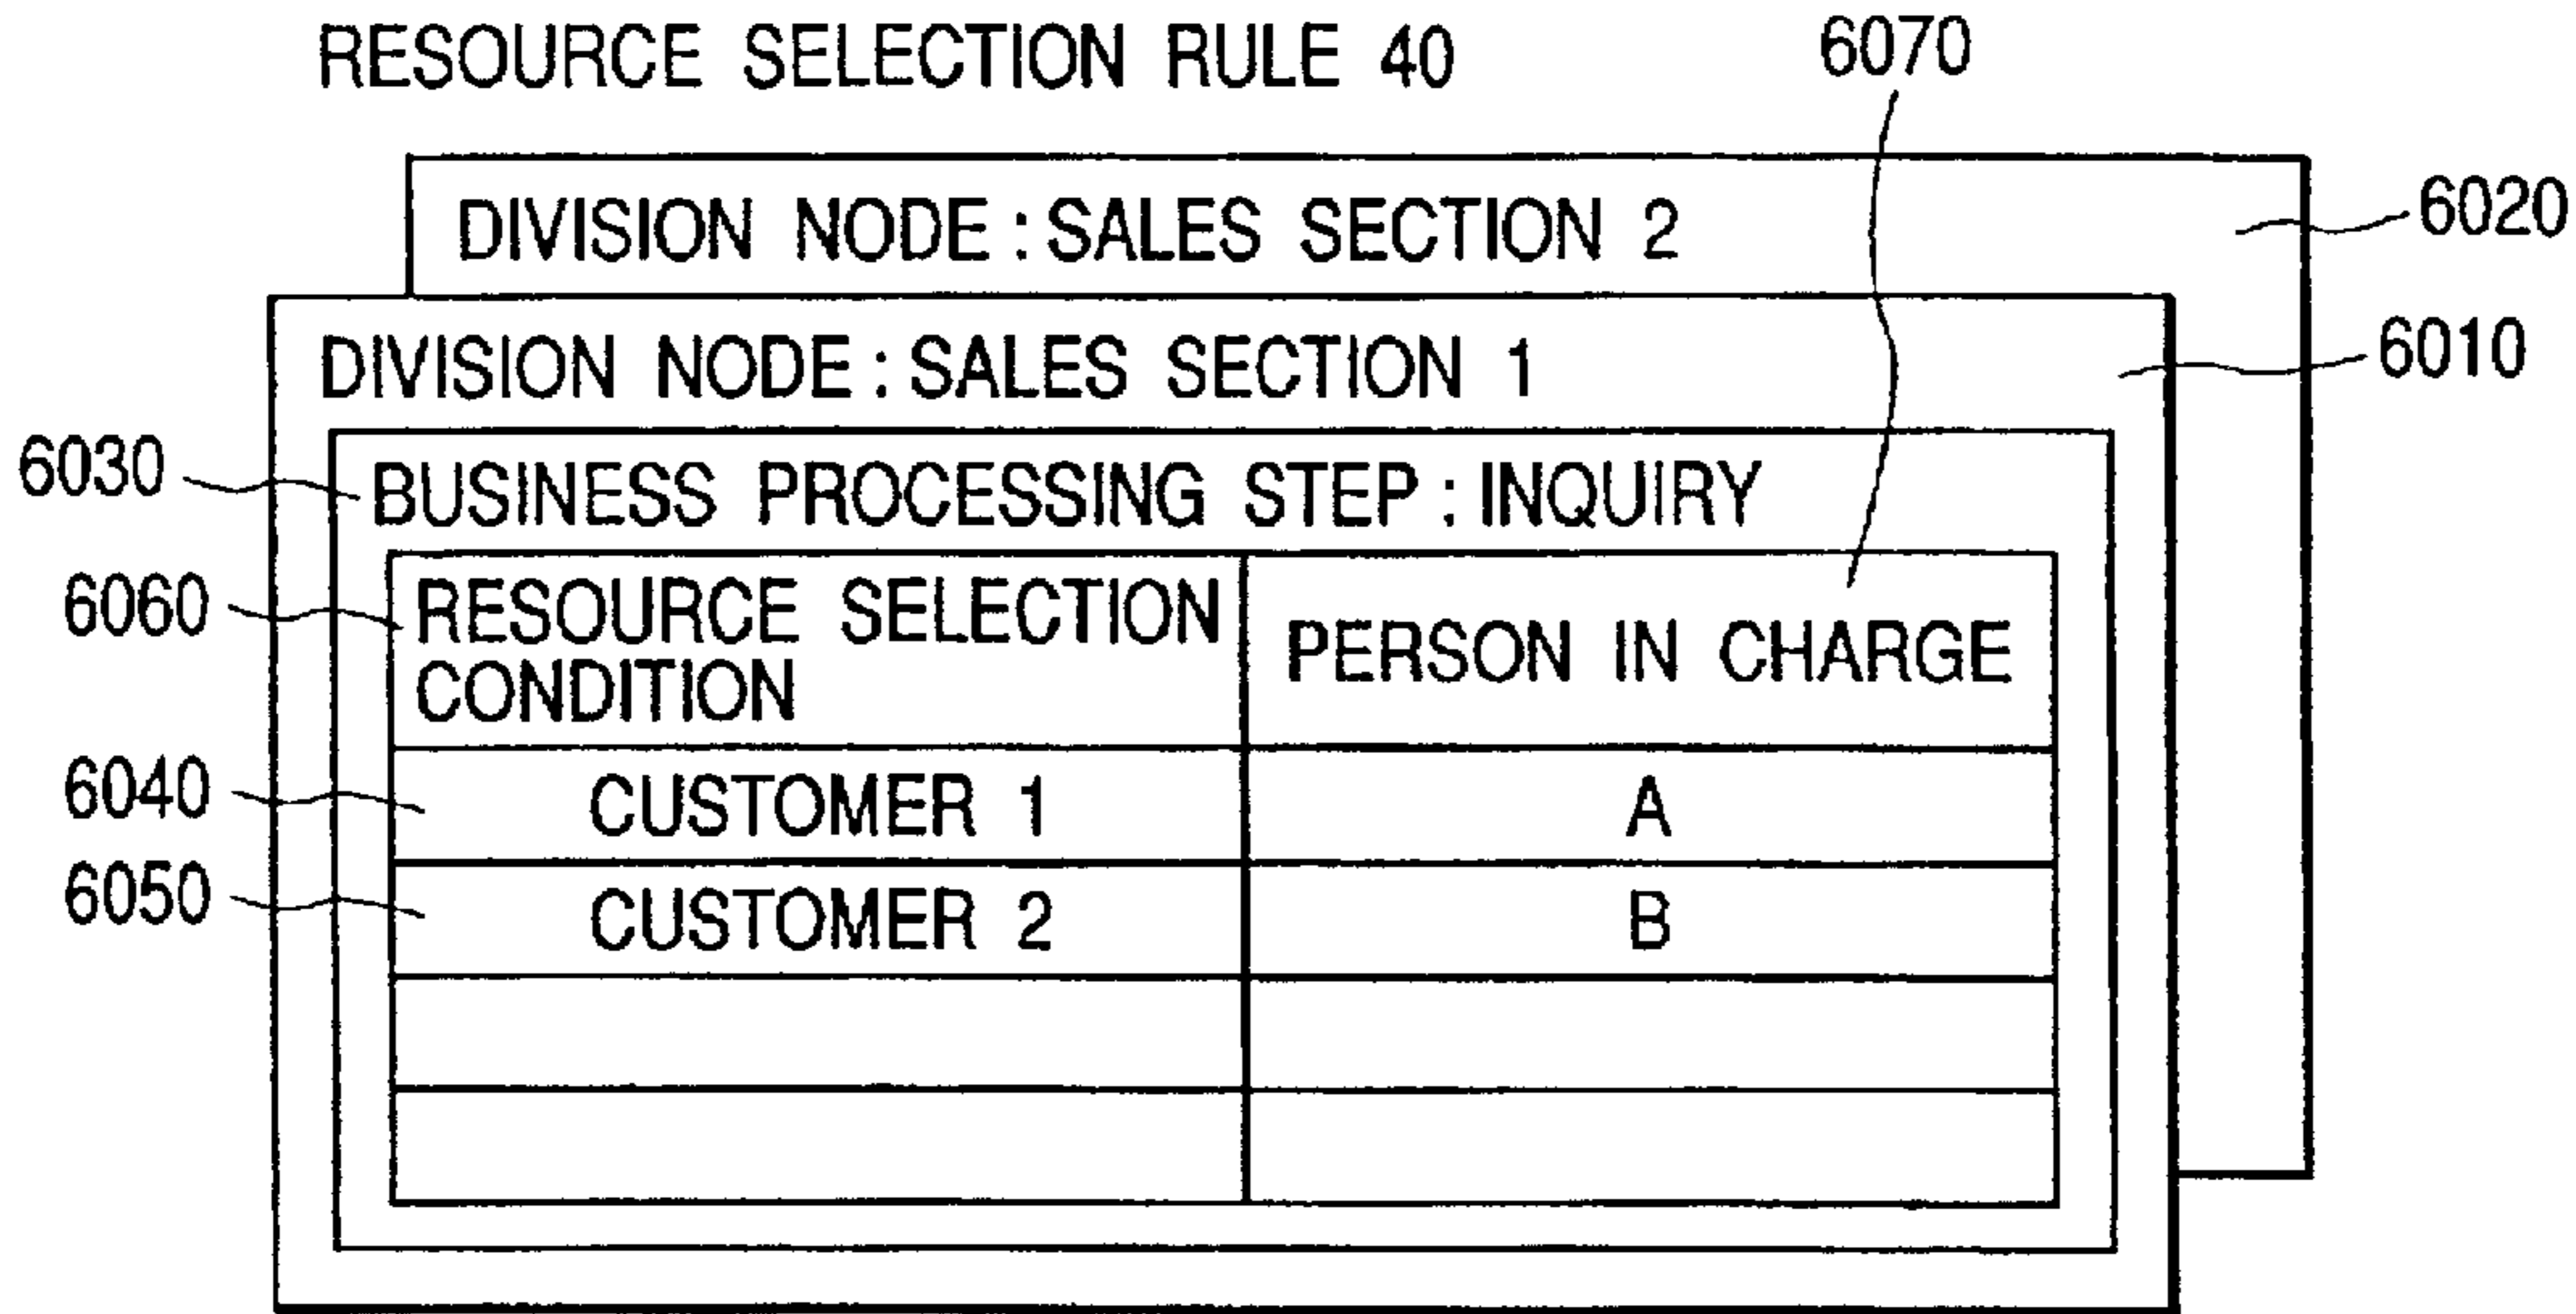 RESOURCE SELECTION RULE 40
6070
DIVISION NODE : SALES SECTION 2
6020
DIVISION NODE : SALES SECTION 1
6010
6030
BUSINESS PROCESSING STEP : INQUIRY
6060
RESOURCE SELECTION
CONDITION
PERSON IN CHARGE
6040
CUSTOMER 1
A
6050
CUSTOMER 2
B